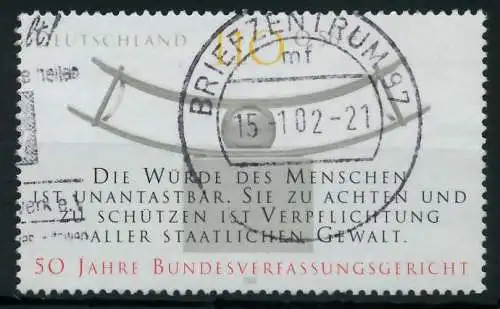 DEUTSCHLAND 110
BRIEFZENTRUM 97
mf
15-1.02-21
DIE WÜRDE DES MENSCHEN
IST UNANTASTBAR. SIE ZU ACHTEN UND
ZU SCHÜTZEN IST VERPFLICHTUNG
ALLER STAATLICHEN GEWALT.
50 JAHRE BUNDESVERFASSUNGSGERICHT